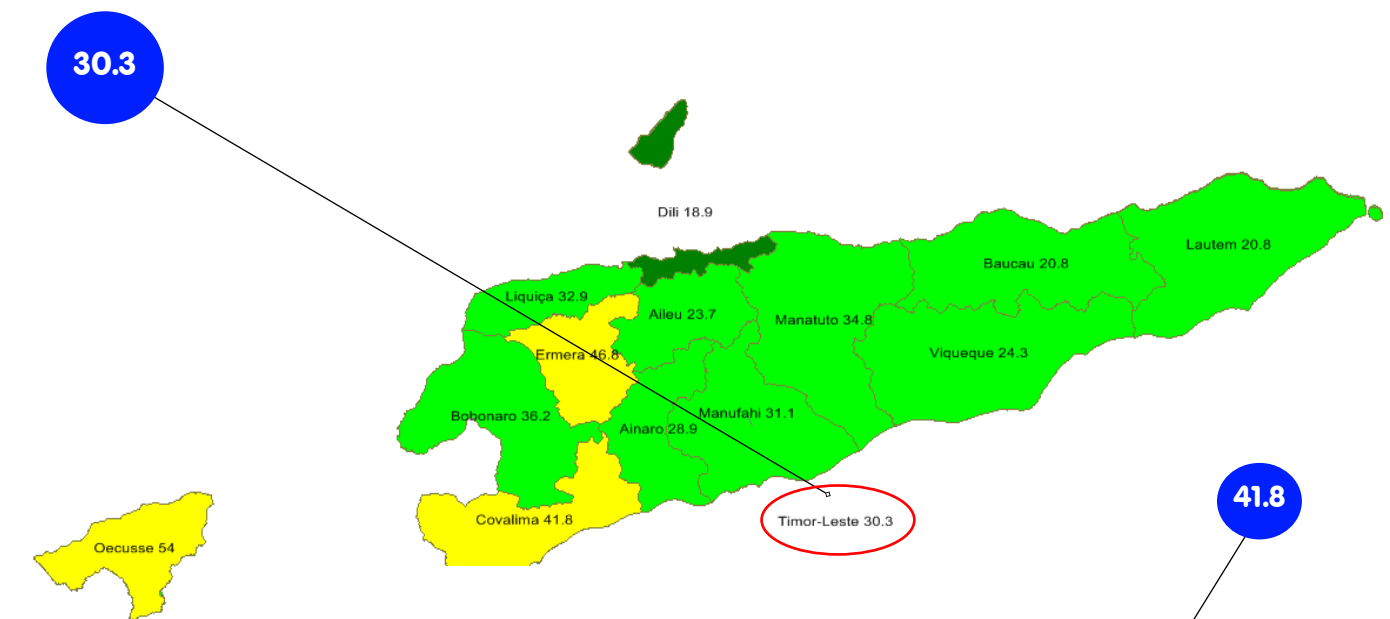 30.3
Dili 18.9
Lautem 20.8
Baucau 20.8
Liquiça 32.9
Aileu 23.7
Manatuto 34.8
Ermera 46.8
Viqueque 24.3
Bobonaro 36.2
Manufahi 31.1
Ainaro 28.9
41.8
Covalima 41.8
Timor-Leste 30.3
Oecusse 54